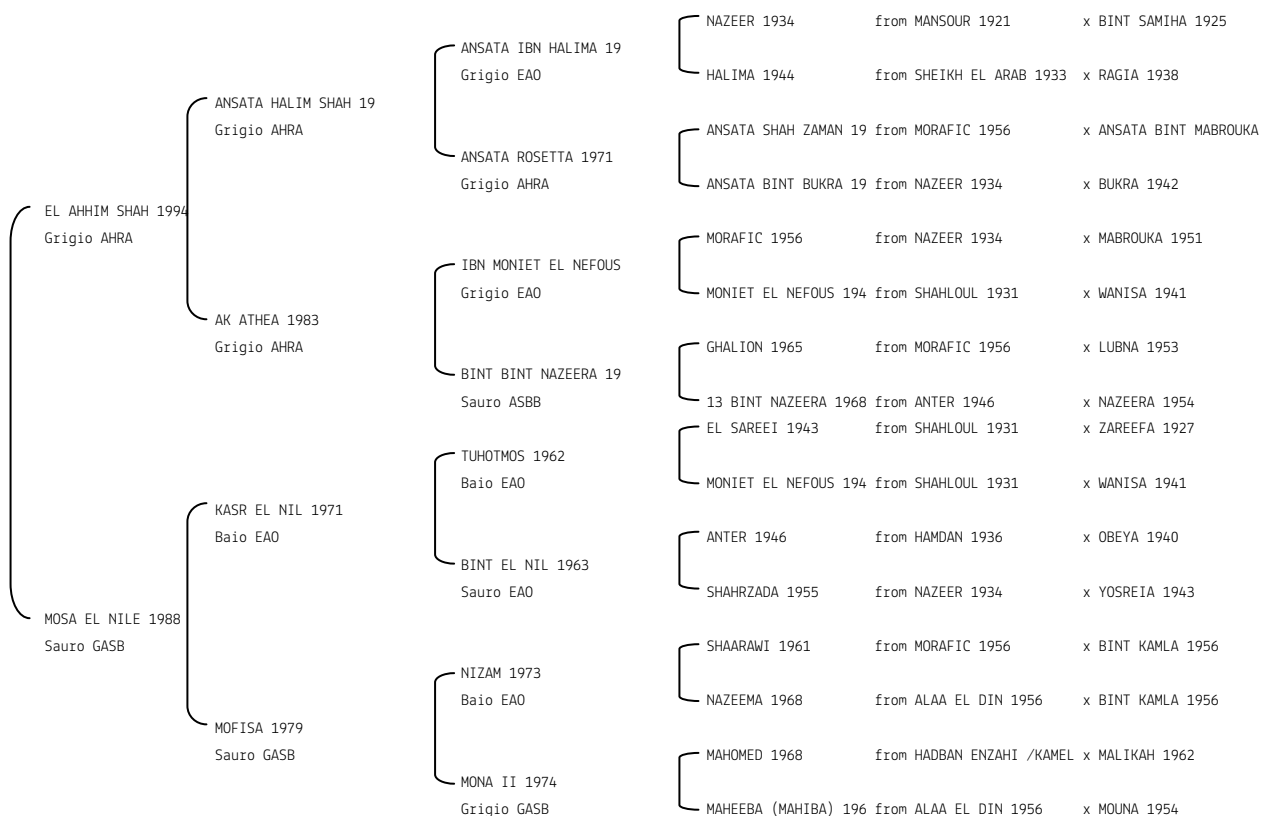 NAZEER 1934 from MANSOUR 1921 x BINT SAMIHA 1925
ANSATA IBN HALIMA 19
Grigio EAO
HALIMA 1944 from SHEIKH EL ARAB 1933 x RAGIA 1938
ANSATA HALIM SHAH 19
Grigio AHRA
ANSATA SHAH ZAMAN 19 from MORAFIC 1956 x ANSATA BINT MABROUKA
ANSATA ROSETTA 1971
Grigio AHRA
ANSATA BINT BUKRA 19 from NAZEER 1934 x BUKRA 1942
EL AHHIM SHAH 1994
Grigio AHRA
MORAFIC 1956 from NAZEER 1934 x MABROUKA 1951
IBN MONIET EL NEFOUS
Grigio EAO
MONIET EL NEFOUS 194 from SHAHLOUL 1931 x WANISA 1941
AK ATHEA 1983
Grigio AHRA
GHALION 1965 from MORAFIC 1956 x LUBNA 1953
BINT BINT NAZEERA 19
Sauro ASBB
13 BINT NAZEERA 1968 from ANTER 1946 x NAZEERA 1954
EL SAREEI 1943 from SHAHLOUL 1931 x ZAREEFA 1927
TUHOTMOS 1962
Baio EAO
MONIET EL NEFOUS 194 from SHAHLOUL 1931 x WANISA 1941
KASR EL NIL 1971
Baio EAO
ANTER 1946 from HAMDAN 1936 x OBEYA 1940
BINT EL NIL 1963
Sauro EAO
SHAHRZADA 1955 from NAZEER 1934 x YOSREIA 1943
MOSA EL NILE 1988
Sauro GASB
SHAARAWI 1961 from MORAFIC 1956 x BINT KAMLA 1956
NIZAM 1973
Baio EAO
NAZEEMA 1968 from ALAA EL DIN 1956 x BINT KAMLA 1956
MOFISA 1979
Sauro GASB
MAHOMED 1968 from HADBAN ENZAHI /KAMEL x MALIKAH 1962
MONA II 1974
Grigio GASB
MAHEEBA (MAHIBA) 196 from ALAA EL DIN 1956 x MOUNA 1954